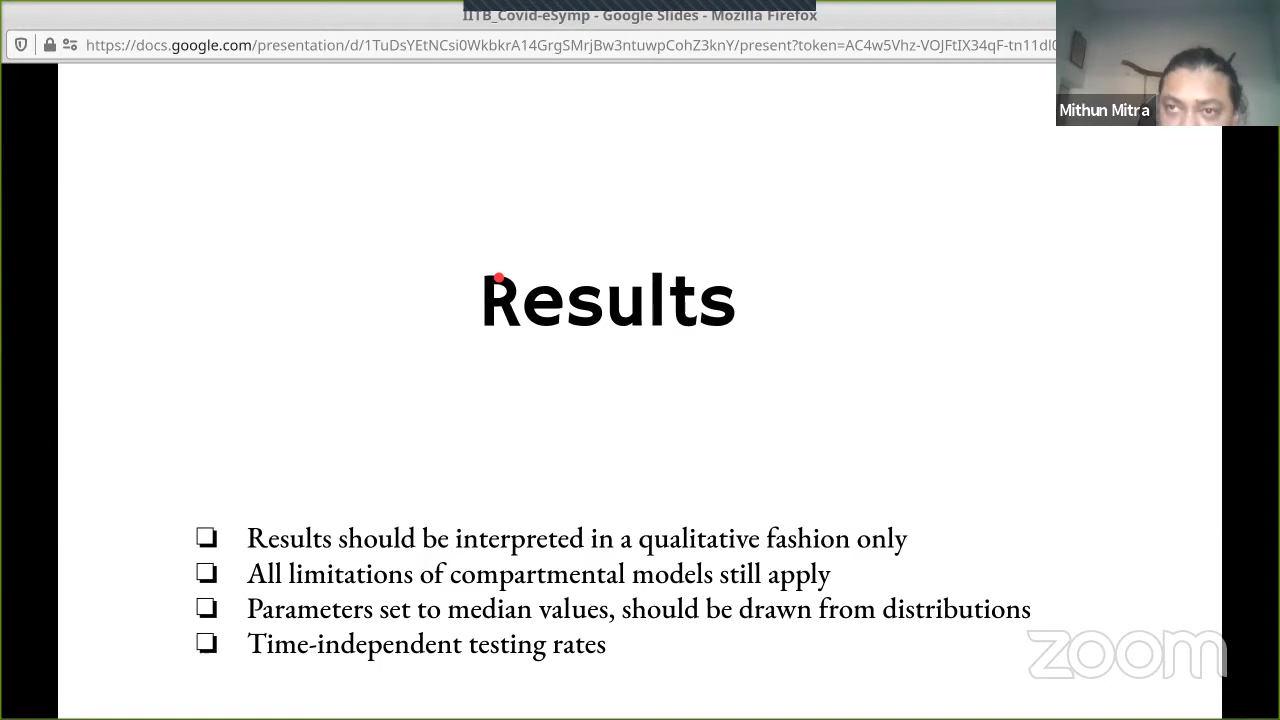 IITB_Covid-eSymp - Google Slides - Mozilla Firefox
https://docs.google.com/presentation/d/1TuDsYEtNCsi0WkbkrA14GrgSMrjBw3ntuwpCohZ3knY/present?token=AC4w5Vhz-VOJFtIX34qF-tn11dI0
Mithun Mitra
Results
❏ Results should be interpreted in a qualitative fashion only
❏ All limitations of compartmental models still apply
❏ Parameters set to median values, should be drawn from distributions
❏ Time-independent testing rates
zoom